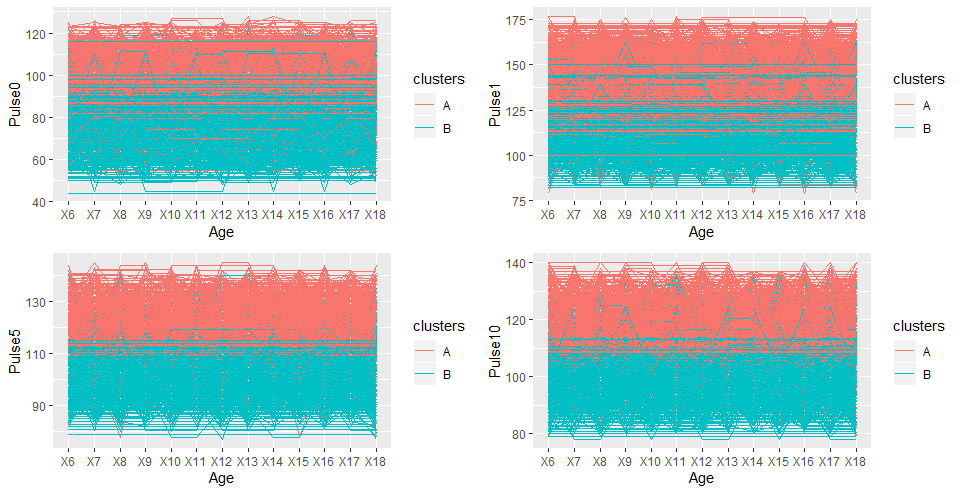 Pulse0
120
100
80
60
40
X6 X7 X8 X9 X10 X11 X12 X13 X14 X15 X16 X17 X18
Age
clusters
A
B
Pulse1
175
150
125
100
75
X6 X7 X8 X9 X10 X11 X12 X13 X14 X15 X16 X17 X18
Age
clusters
A
B
Pulse5
130
110
90
X6 X7 X8 X9 X10 X11 X12 X13 X14 X15 X16 X17 X18
Age
clusters
A
B
Pulse10
140
120
100
80
X6 X7 X8 X9 X10 X11 X12 X13 X14 X15 X16 X17 X18
Age
clusters
A
B